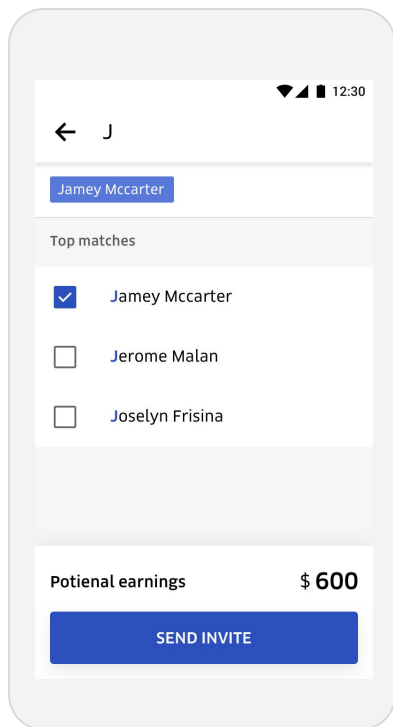 12:30
J
Jamey Mccarter
Top matches
Jamey Mccarter
Jerome Malan
Joselyn Frisina
Potienal earnings $ 600
SEND INVITE